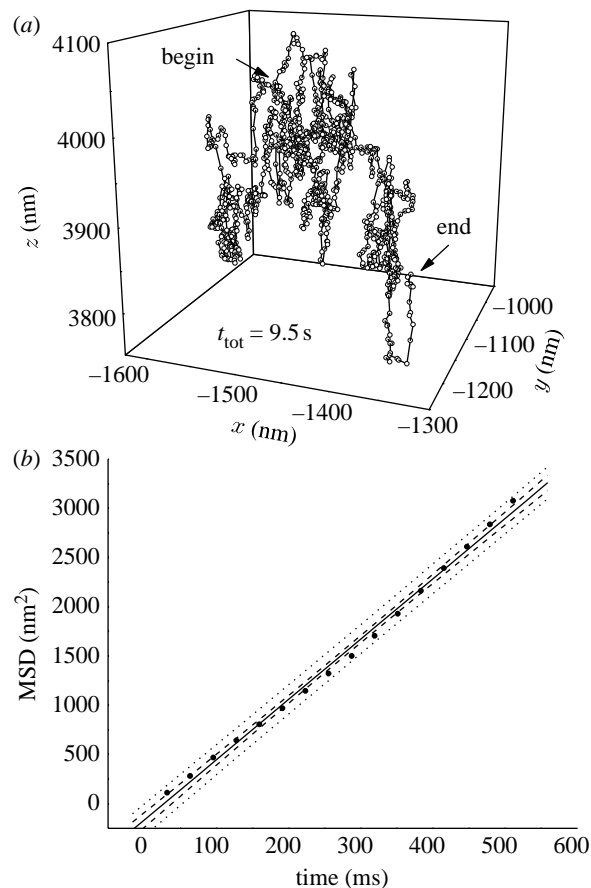 (a)
4100
4000
3900
3800
z (nm)
begin
end
t_tot = 9.5 s
–1600
–1500
–1400
–1300
x (nm)
–1000
–1100
–1200
y (nm)
(b)
3500
3000
2500
2000
1500
1000
500
0
MSD (nm²)
0
100
200
300
400
500
600
time (ms)